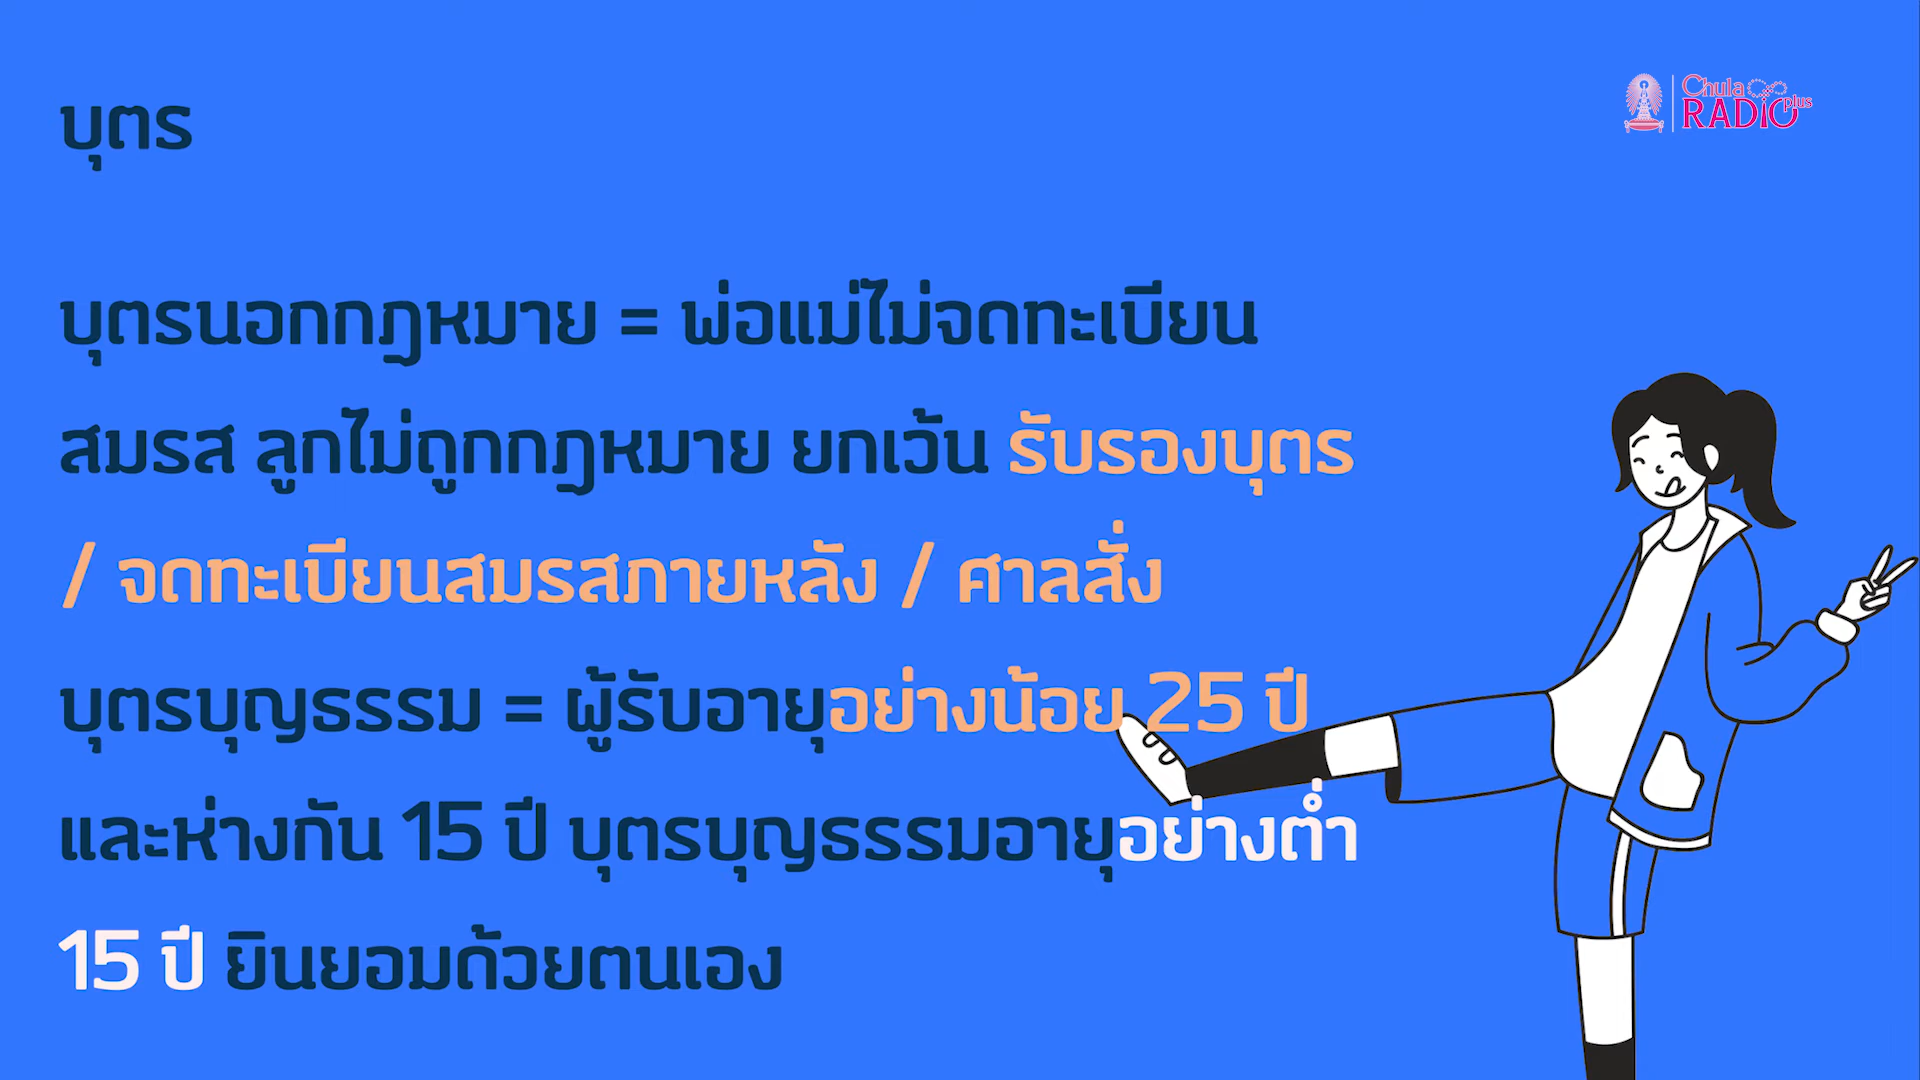 บุตร
Chula
RADIO plus
บุตรนอกกฎหมาย = พ่อแม่ไม่จดทะเบียน
สมรส ลูกไม่ถูกกฎหมาย ยกเว้น รับรองบุตร
/ จดทะเบียนสมรสภายหลัง / ศาลสั่ง
บุตรบุญธรรม = ผู้รับอายุอย่างน้อย 25 ปี
และห่างกัน 15 ปี บุตรบุญธรรมอายุอย่างต่ำ
15 ปี ยินยอมด้วยตนเอง